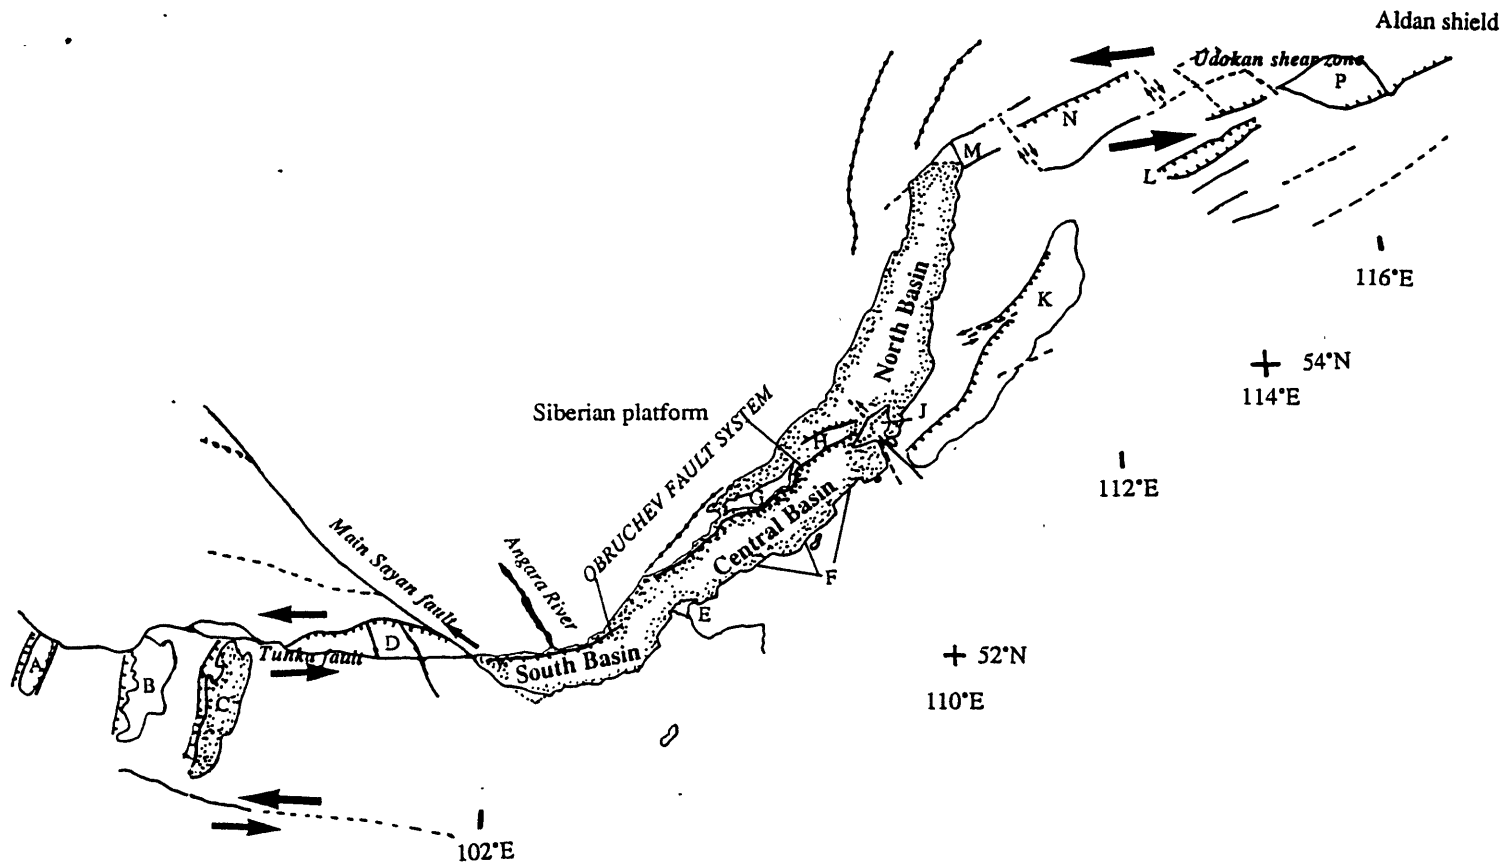 Aldan shield
Udokan shear zone
P
N
M
L
116°E
K
North Basin
54°N
114°E
Siberian platform
OBRUCHEV FAULT SYSTEM
J
H
G
112°E
Central Basin
Main Sayan fault
Angara River
F
E
D
Tunka fault
South Basin
A
B
C
52°N
110°E
102°E